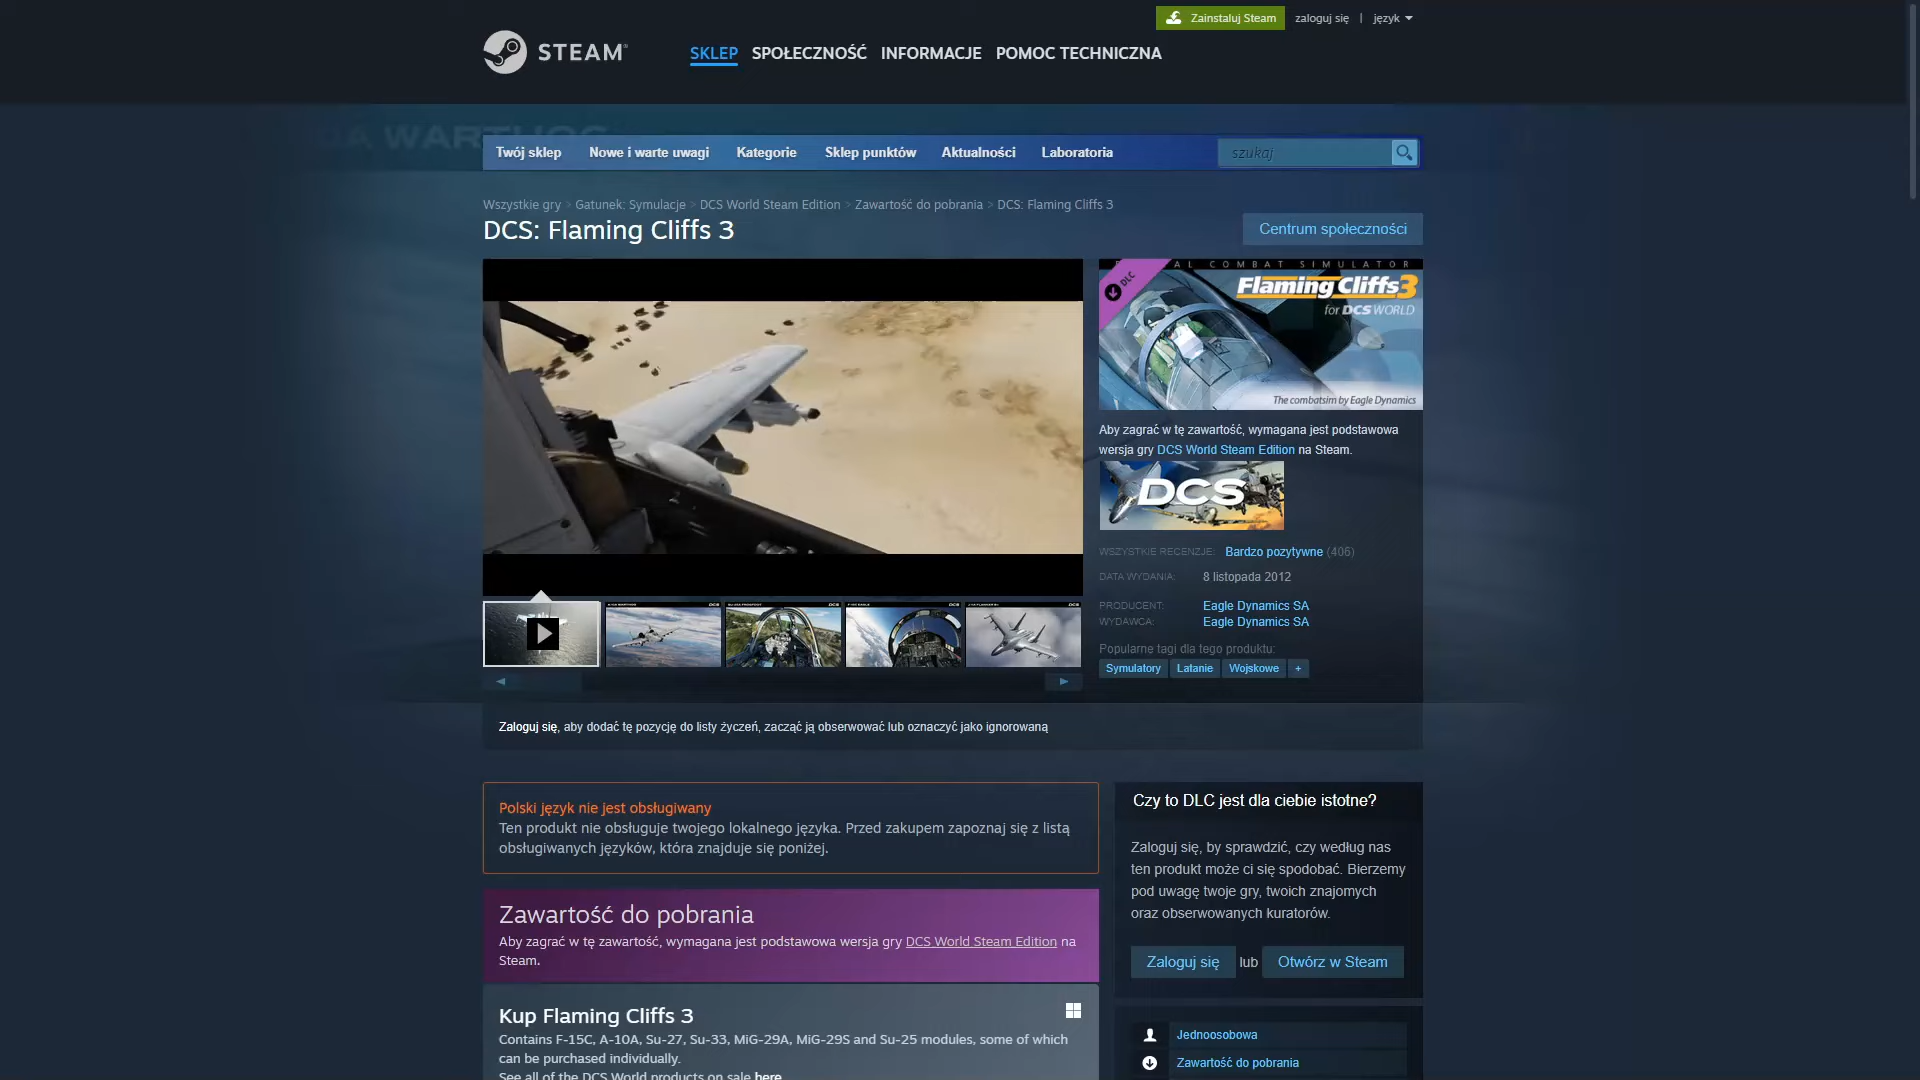 Zainstaluj Steam
zaloguj się | język
STEAM
SKLEP SPOŁECZNOŚĆ INFORMACJE POMOC TECHNICZNA
Twój sklep Nowe i warte uwagi Kategorie Sklep punktów Aktualności Laboratoria
szukaj
Wszystkie gry > Gatunek: Symulacje > DCS World Steam Edition > Zawartość do pobrania > DCS: Flaming Cliffs 3
DCS: Flaming Cliffs 3
Centrum społeczności
DLC
AL COMBAT SIMULATOR
Flaming Cliffs 3
for DCS WORLD
The combatsim by Eagle Dynamics
Aby zagrać w tę zawartość, wymagana jest podstawowa
wersja gry DCS World Steam Edition na Steam.
DCS
WSZYSTKIE RECENZJE: Bardzo pozytywne (406)
DATA WYDANIA: 8 listopada 2012
PRODUCENT: Eagle Dynamics SA
WYDAWCA: Eagle Dynamics SA
Popularne tagi dla tego produktu:
Symulatory Latanie Wojskowe +
Zaloguj się, aby dodać tę pozycję do listy życzeń, zacząć ją obserwować lub oznaczyć jako ignorowaną
Polski język nie jest obsługiwany
Ten produkt nie obsługuje twojego lokalnego języka. Przed zakupem zapoznaj się z listą
obsługiwanych języków, która znajduje się poniżej.
Zawartość do pobrania
Aby zagrać w tę zawartość, wymagana jest podstawowa wersja gry DCS World Steam Edition na
Steam.
Kup Flaming Cliffs 3
Contains F-15C, A-10A, Su-27, Su-33, MiG-29A, MiG-29S and Su-25 modules, some of which
can be purchased individually.
See all of the DCS World products on sale here
Czy to DLC jest dla ciebie istotne?
Zaloguj się, by sprawdzić, czy według nas
ten produkt może ci się spodobać. Bierzemy
pod uwagę twoje gry, twoich znajomych
oraz obserwowanych kuratorów.
Zaloguj się lub Otwórz w Steam
Jednoosobowa
Zawartość do pobrania